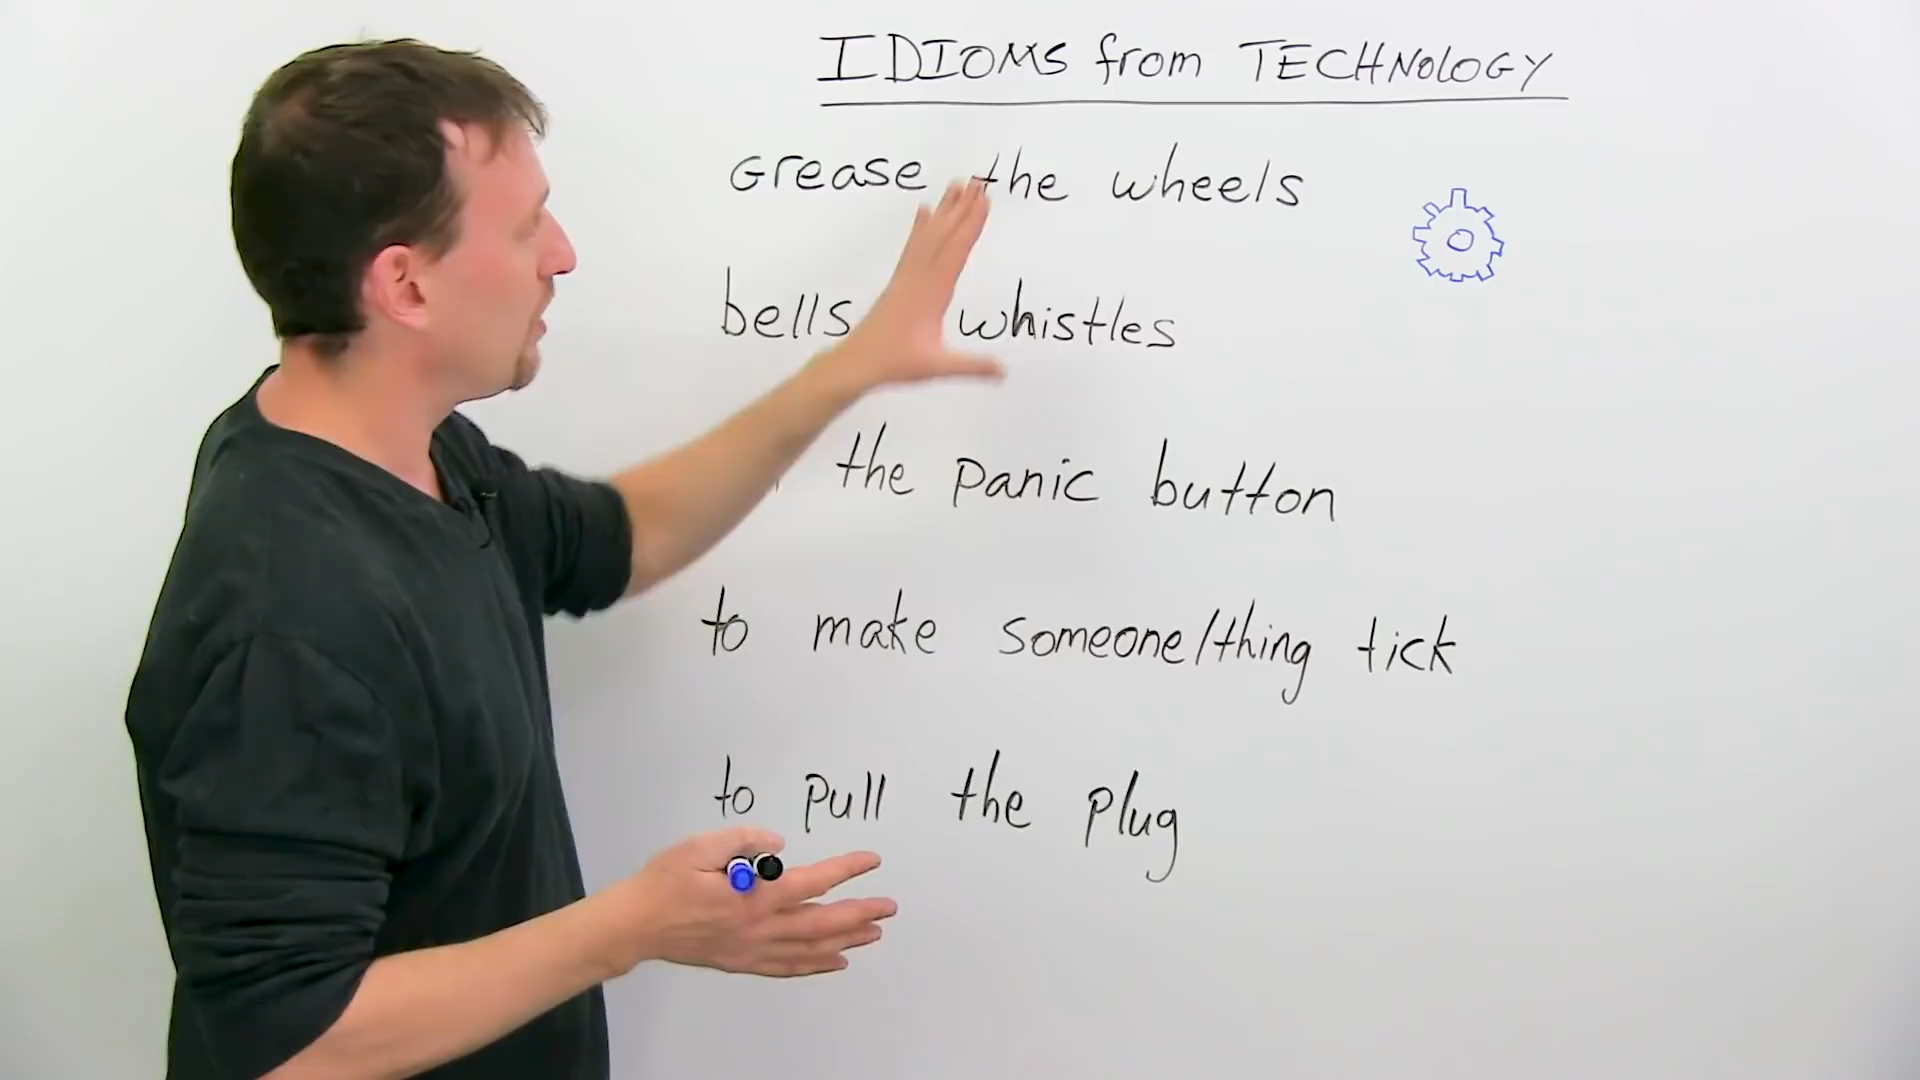 IDIOMS from TECHNOLOGY
Grease the wheels
bells whistles
the panic button
to make someone/thing tick
to pull the plug